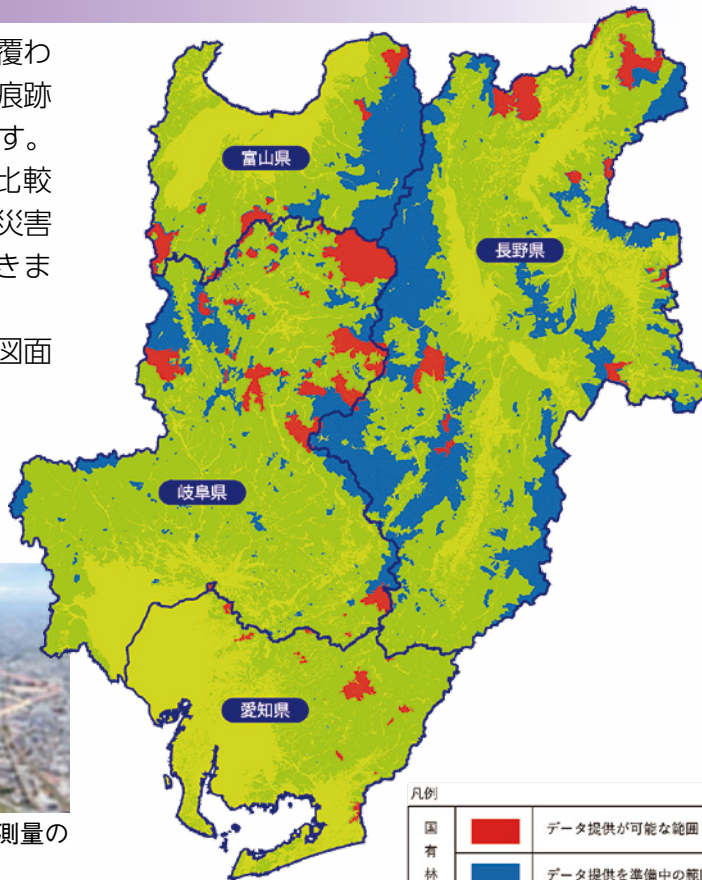 覆わ
痕跡
す。
比較
災害
きま
図面
富山県
長野県
岐阜県
愛知県
測量の
凡例
国有林
データ提供が可能な範囲
データ提供を準備中の範